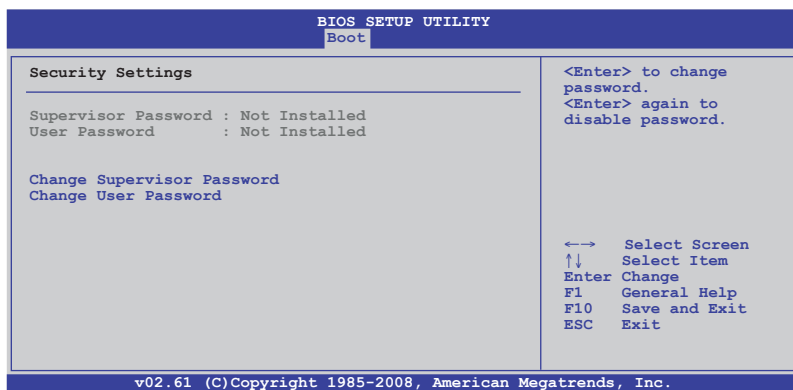 BIOS SETUP UTILITY
Boot
Security Settings
Supervisor Password : Not Installed
User Password : Not Installed
Change Supervisor Password
Change User Password
<Enter> to change
password.
<Enter> again to
disable password.
←→ Select Screen
↑↓ Select Item
Enter Change
F1 General Help
F10 Save and Exit
ESC Exit
v02.61 (C)Copyright 1985-2008, American Megatrends, Inc.